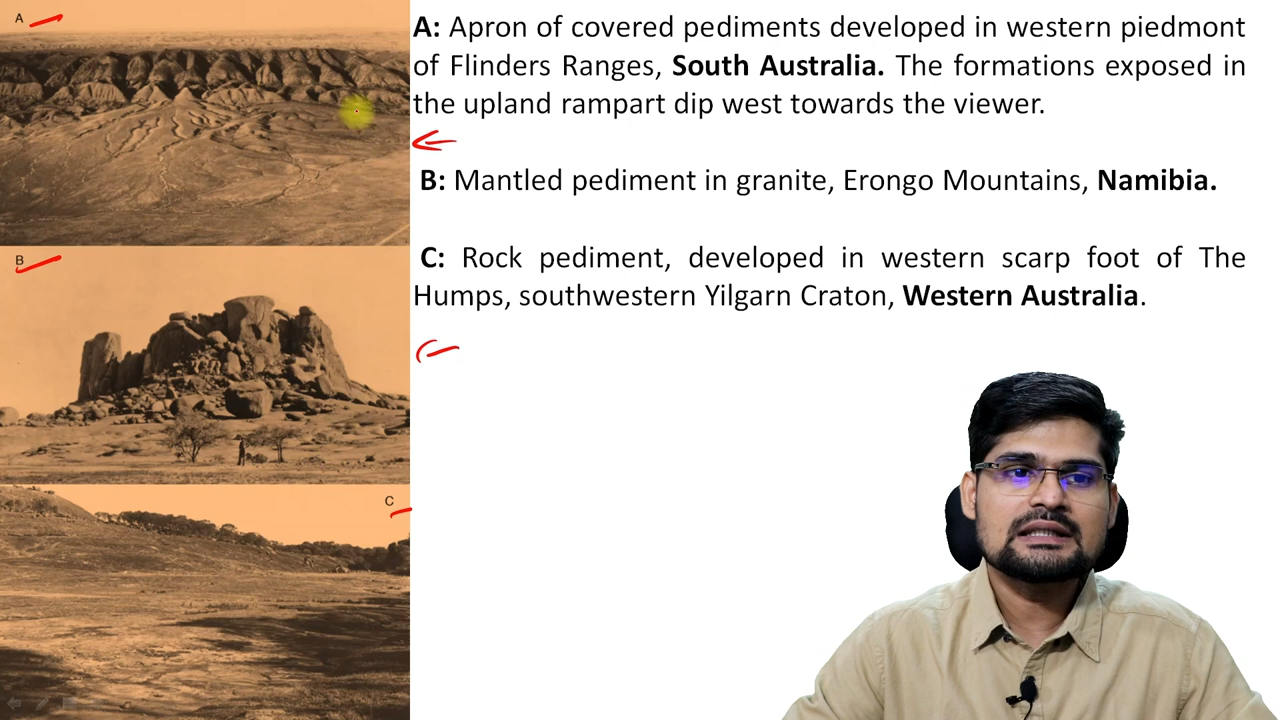 A
A: Apron of covered pediments developed in western piedmont
of Flinders Ranges, South Australia. The formations exposed in
the upland rampart dip west towards the viewer.
B: Mantled pediment in granite, Erongo Mountains, Namibia.
B
C: Rock pediment, developed in western scarp foot of The
Humps, southwestern Yilgarn Craton, Western Australia.
C